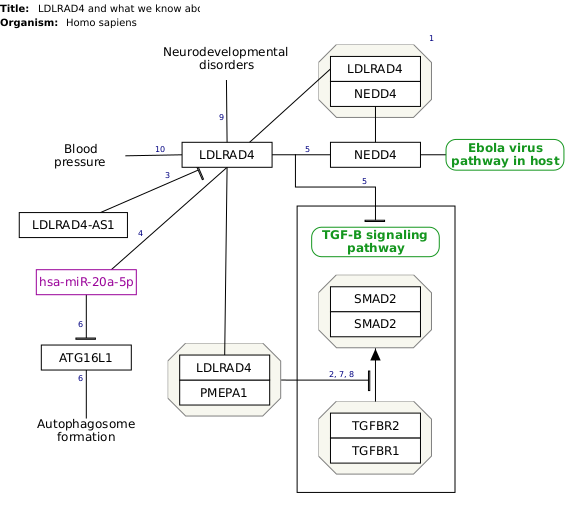 Title: LDLRAD4 and what we know abo
Organism: Homo sapiens
1
Neurodevelopmental
disorders
LDLRAD4
NEDD4
9
Blood
pressure
10
LDLRAD4
5
NEDD4
Ebola virus
pathway in host
3
5
LDLRAD4-AS1
4
TGF-B signaling
pathway
hsa-miR-20a-5p
SMAD2
SMAD2
6
ATG16L1
LDLRAD4
PMEPA1
2, 7, 8
6
Autophagosome
formation
TGFBR2
TGFBR1